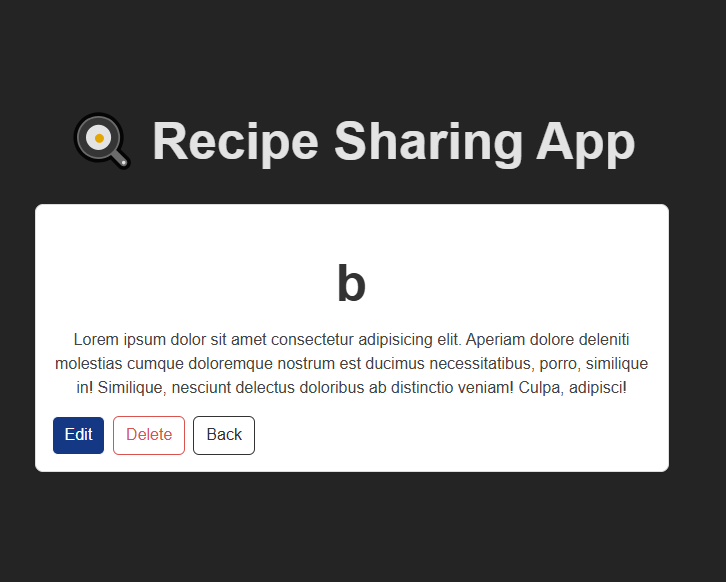 Recipe Sharing App
b
Lorem ipsum dolor sit amet consectetur adipisicing elit. Aperiam dolore deleniti
molestias cumque doloremque nostrum est ducimus necessitatibus, porro, similique
in! Similique, nesciunt delectus doloribus ab distinctio veniam! Culpa, adipisci!
Edit Delete Back